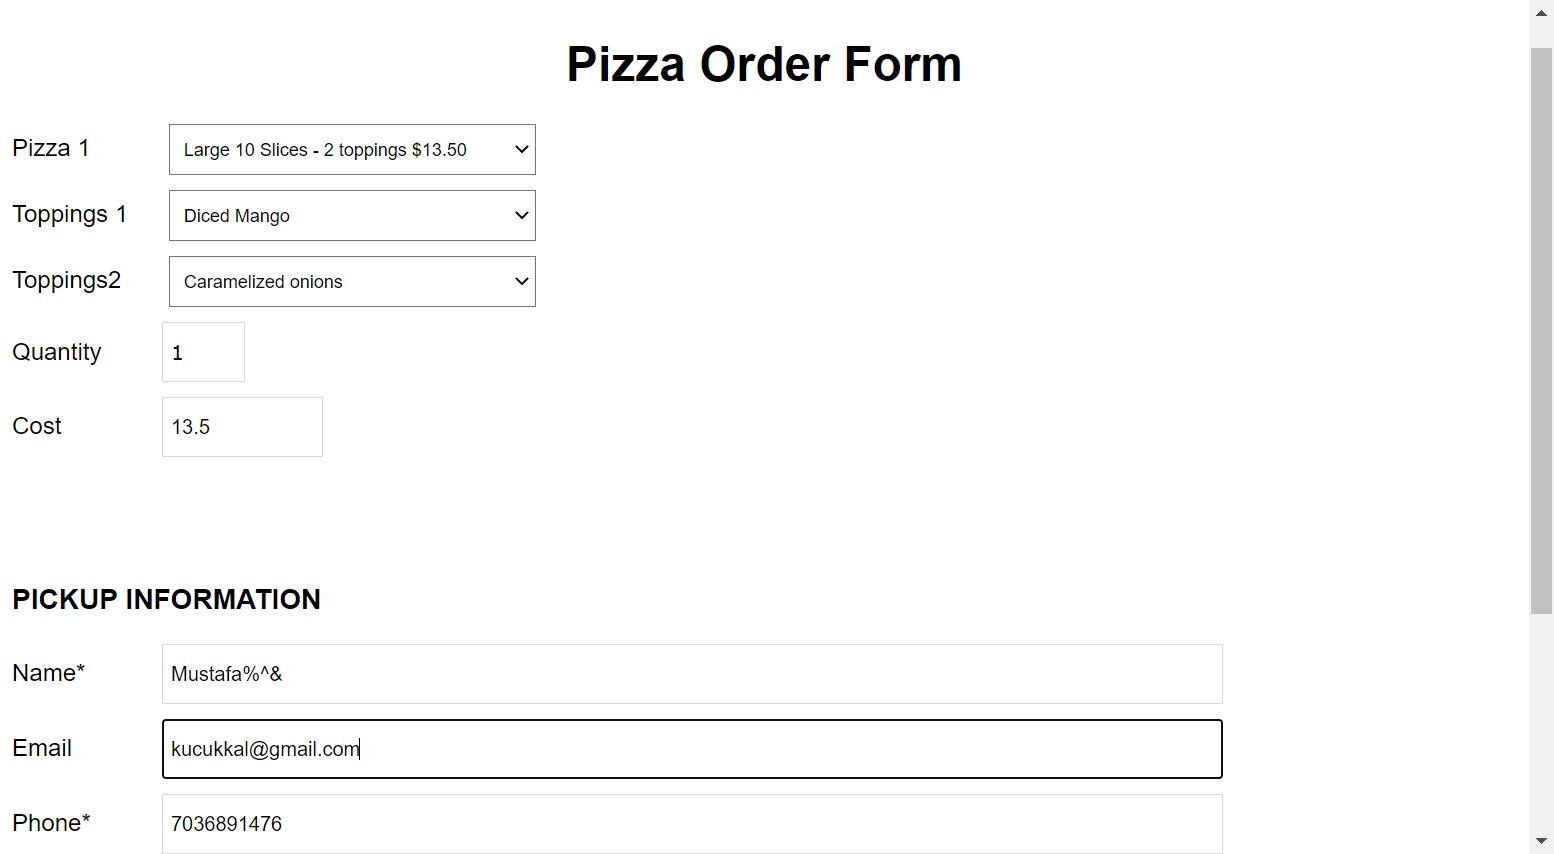 Pizza Order Form
Pizza 1 Large 10 Slices - 2 toppings $13.50
Toppings 1 Diced Mango
Toppings2 Caramelized onions
Quantity 1
Cost 13.5
PICKUP INFORMATION
Name* Mustafa%^&
Email kucukkal@gmail.com
Phone* 7036891476